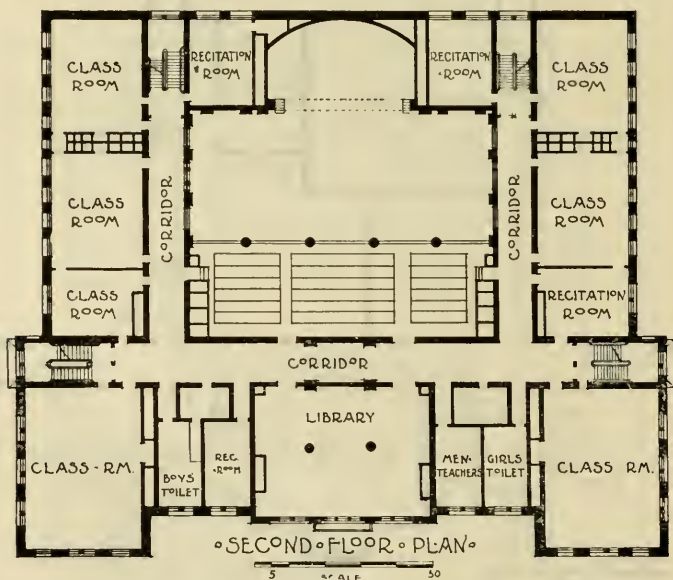 CLASS
ROOM
RECITATION
ROOM
RECITATION
ROOM
CLASS
ROOM
CLASS
ROOM
CORRIDOR
CORRIDOR
CLASS
ROOM
CLASS
ROOM
RECITATION
ROOM
CORRIDOR
LIBRARY
CLASS-RM.
BOYS'
TOILET
REC.
ROOM
MEN-
TEACHERS
GIRLS
TOILET
CLASS RM.
SECOND FLOOR PLAN
5 SCALE 50